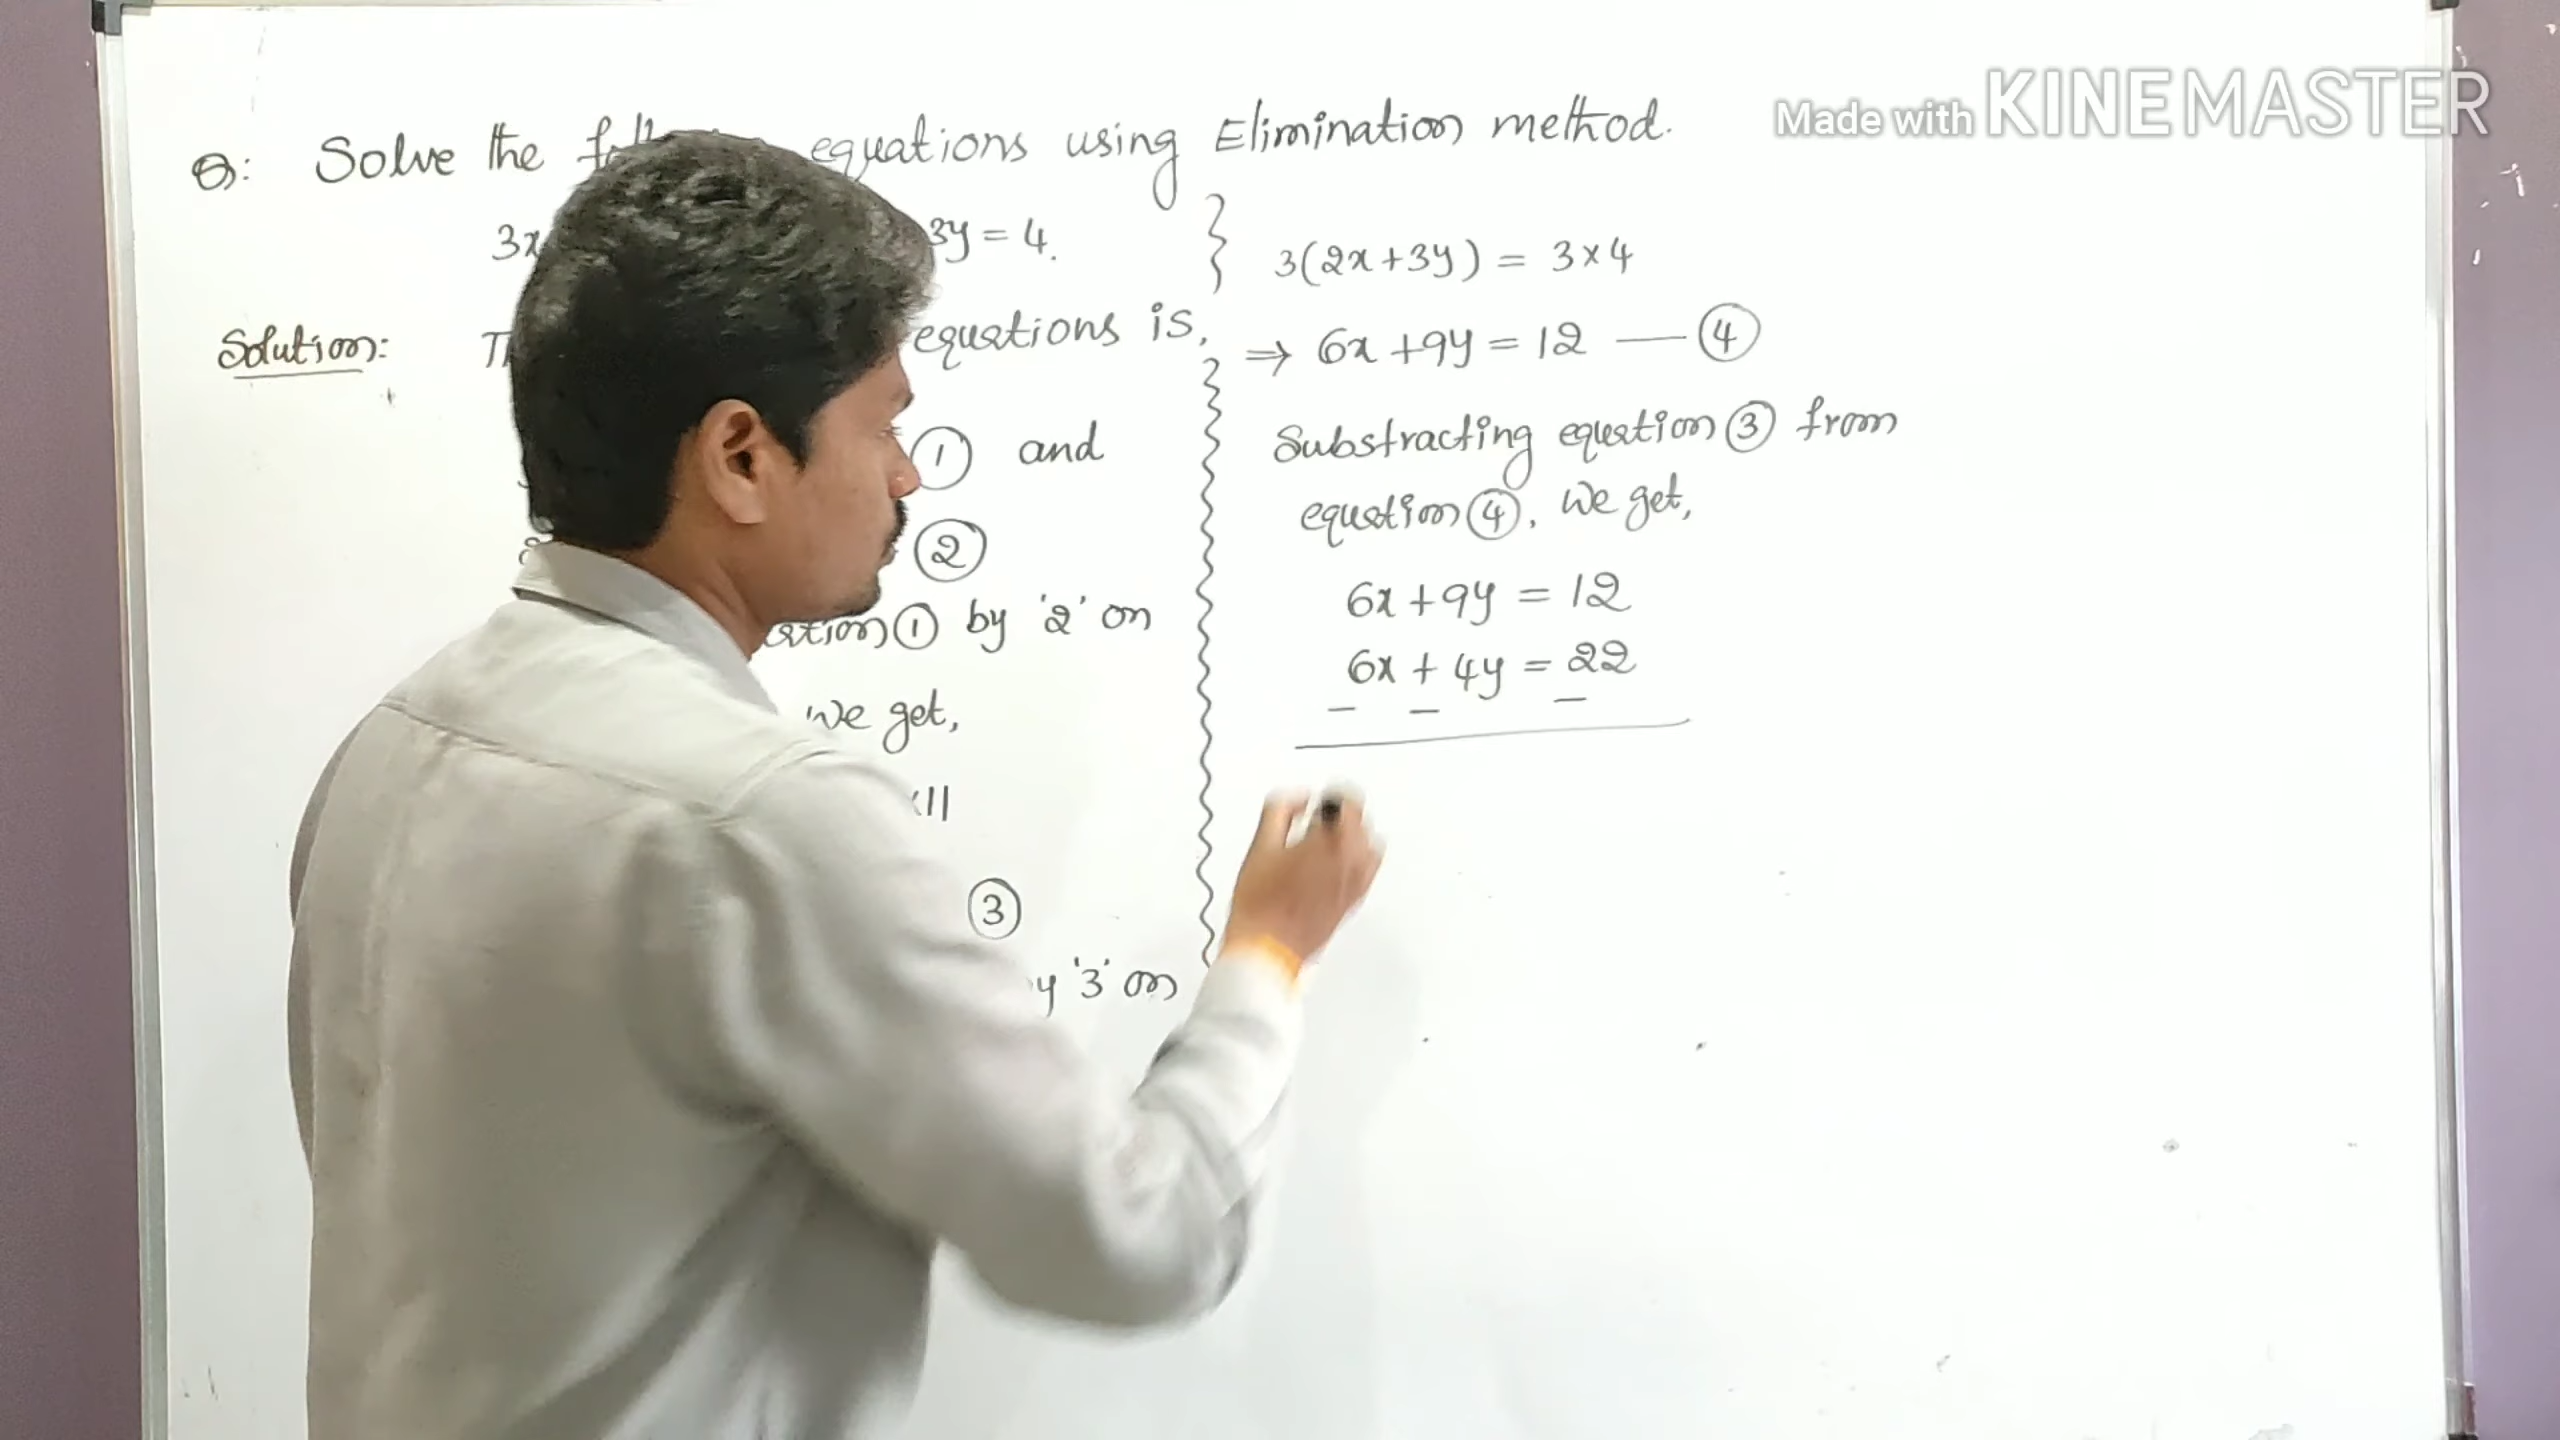 Made with KINEMASTER
Q: Solve the equations using Elimination method.
3x 3y = 4.
Solution: equations is,
① and
②
① by '2' on
we get,
×11
③
'3' on
3(2x+3y) = 3×4
⇒ 6x +9y = 12 — ④
Substracting equation ③ from
equation ④, we get,
6x +9y = 12
6x + 4y = 22
− − −